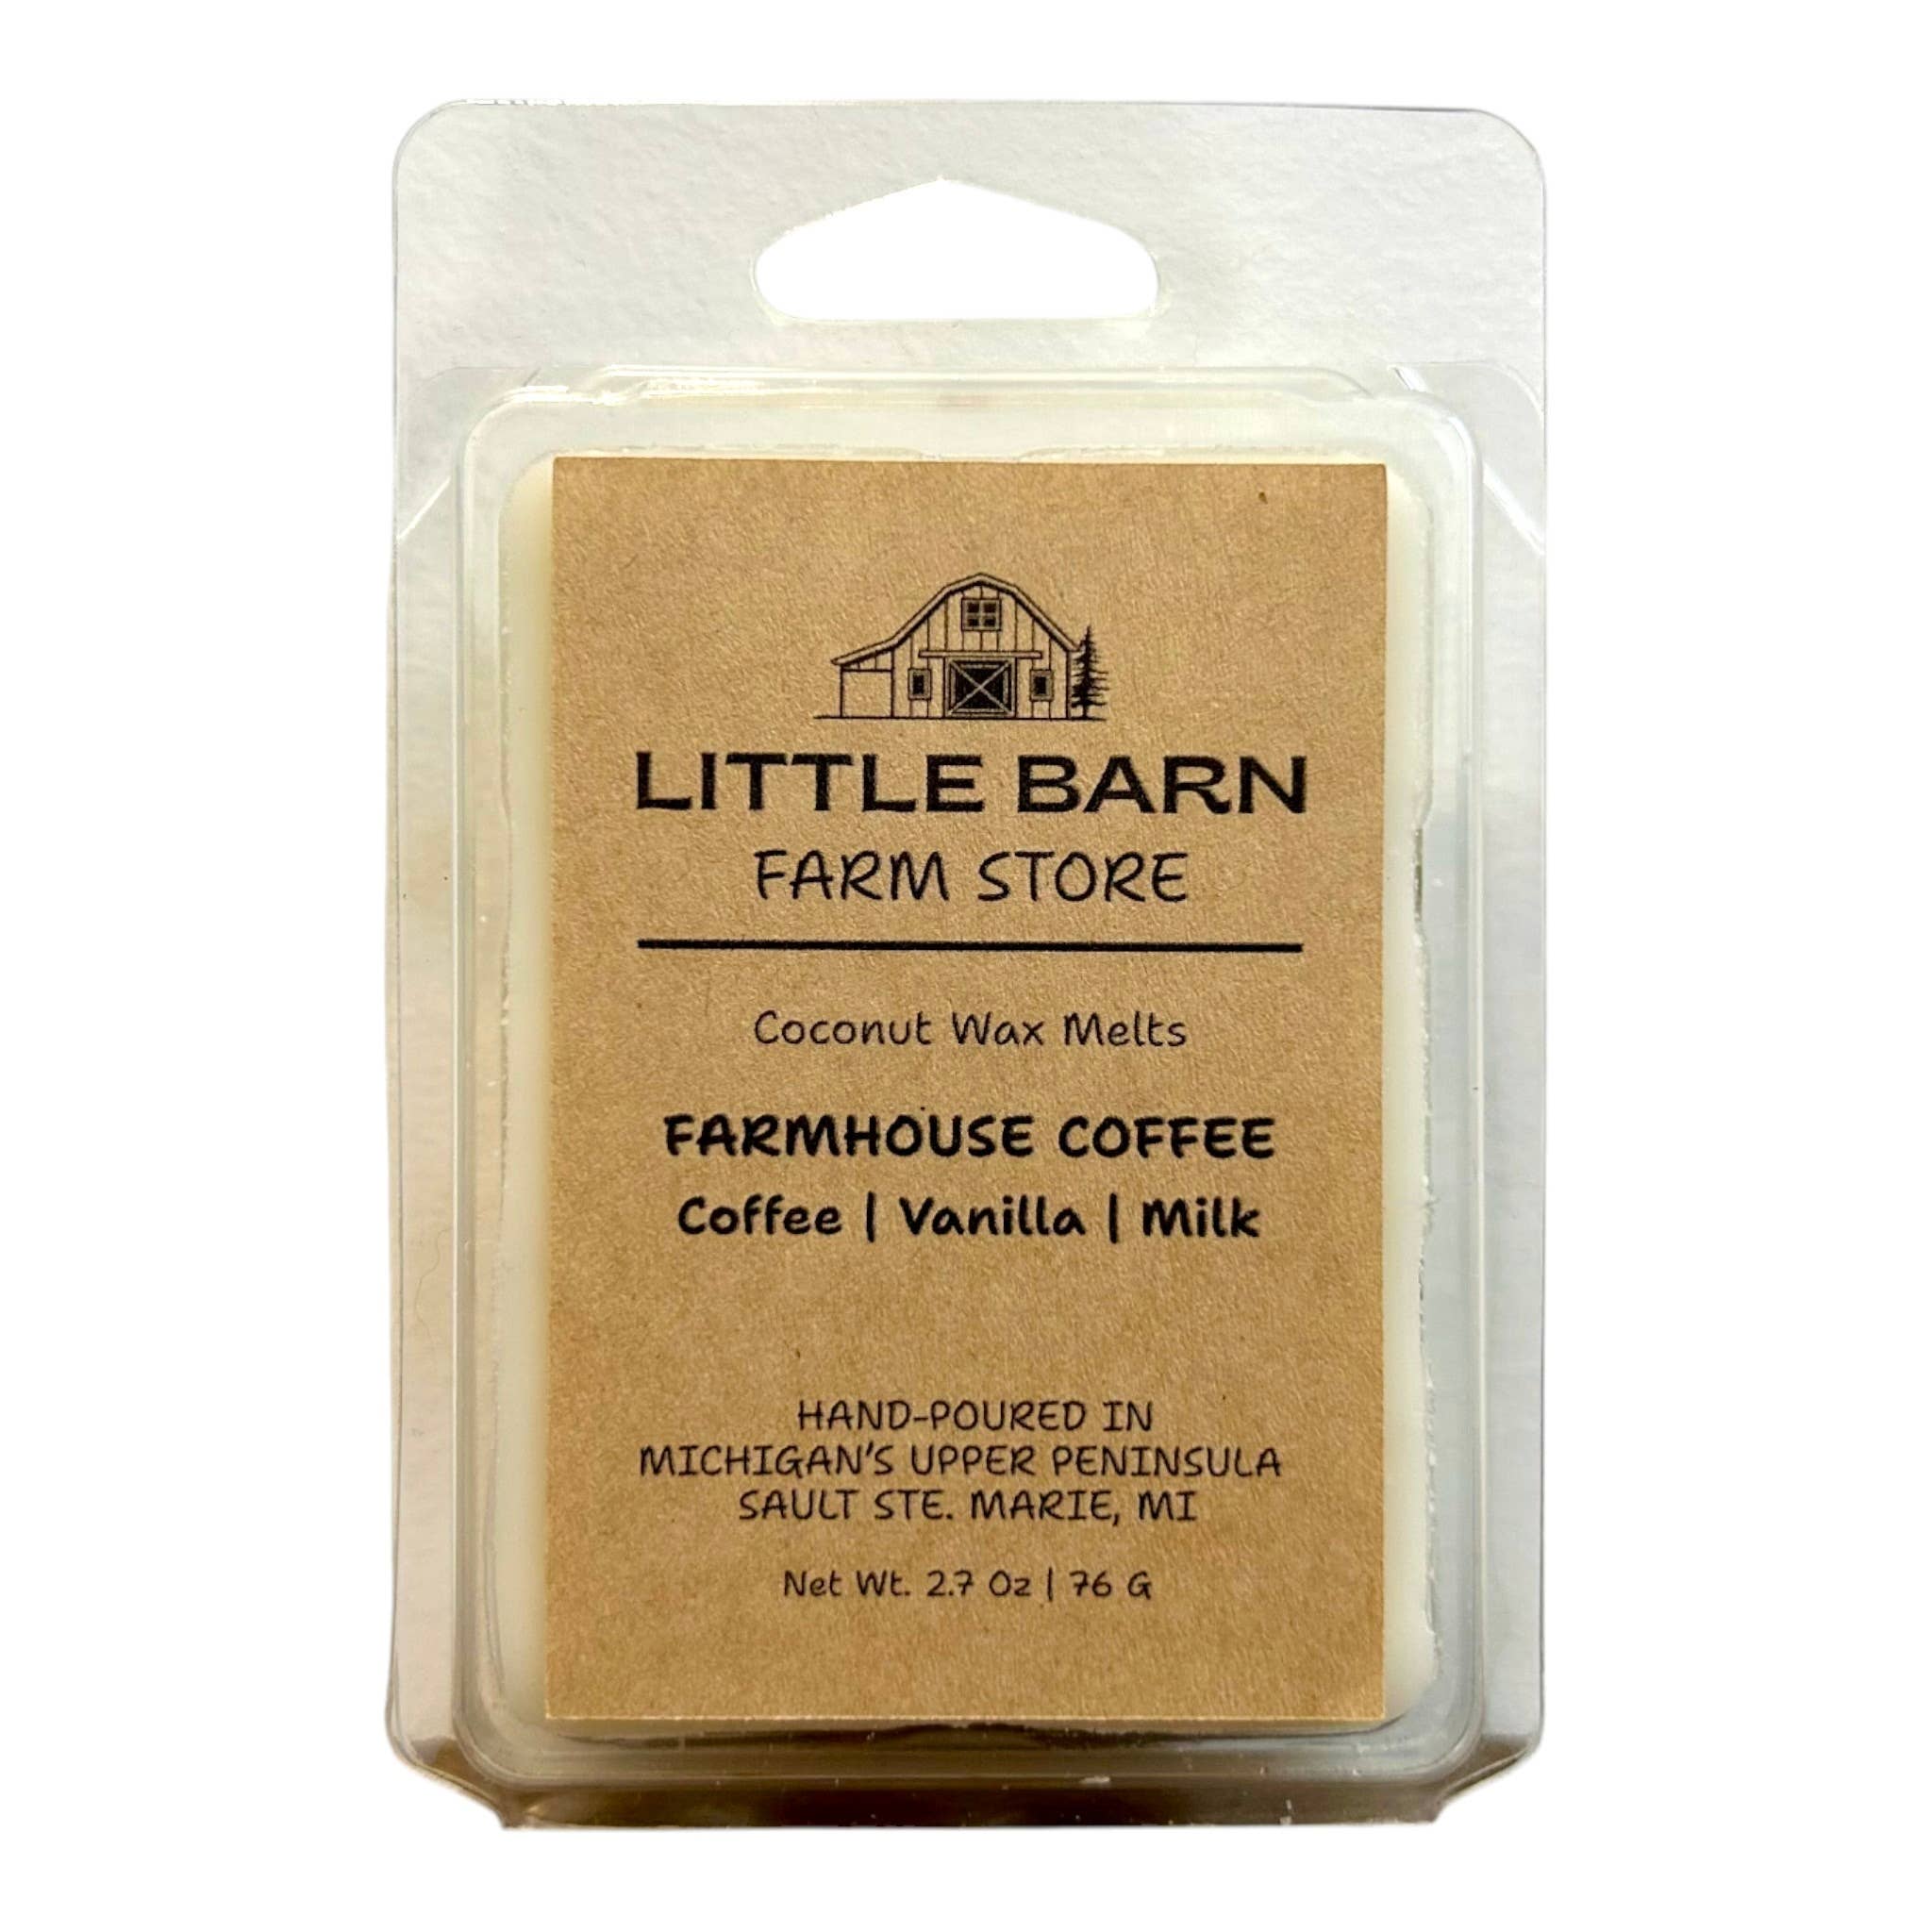 LITTLE BARN
FARM STORE
Coconut Wax Melts
FARMHOUSE COFFEE
Coffee | Vanilla | Milk
HAND-POURED IN
MICHIGAN'S UPPER PENINSULA
SAULT STE. MARIE, MI
Net Wt. 2.7 Oz | 76 G